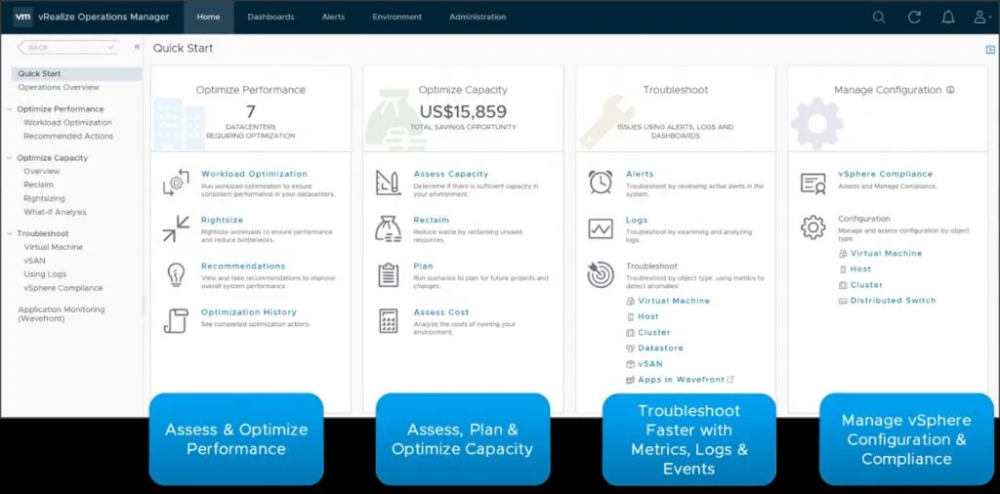 vm vRealize Operations Manager Home Dashboards Alerts Environment Administration
BACK
Quick Start
Operations Overview
Optimize Performance
Workload Optimization
Recommended Actions
Optimize Capacity
Overview
Reclaim
Rightsizing
What-If Analysis
Troubleshoot
Virtual Machine
vSAN
Using Logs
vSphere Compliance
Application Monitoring
(Wavefront)
Quick Start
Optimize Performance
7
DATACENTERS
REQUIRING OPTIMIZATION
Workload Optimization
Run workload optimization to ensure
consistent performance in your datacenters.
Rightsize
Rightsize workloads to ensure performance
and reduce bottlenecks.
Recommendations
View and take recommendations to improve
overall system performance.
Optimization History
See completed optimization actions.
Optimize Capacity
US$15,859
TOTAL SAVINGS OPPORTUNITY
Assess Capacity
Determine if there is sufficient capacity in
your environment.
Reclaim
Reduce waste by reclaiming unused
resources.
Plan
Run scenarios to plan for future projects and
changes.
Assess Cost
Analyze the costs of running your
environment.
Troubleshoot
ISSUES USING ALERTS, LOGS AND
DASHBOARDS
Alerts
Troubleshoot by reviewing active alerts in the
system.
Logs
Troubleshoot by examining and analyzing
logs.
Troubleshoot
Troubleshoot by object type, using metrics to
detect anomalies:
Virtual Machine
Host
Cluster
Datastore
vSAN
Apps in Wavefront
Manage Configuration
vSphere Compliance
Assess and Manage Compliance.
Configuration
Manage and assess configuration by object
type:
Virtual Machine
Host
Cluster
Distributed Switch
Assess & Optimize
Performance
Assess, Plan &
Optimize Capacity
Troubleshoot
Faster with
Metrics, Logs &
Events
Manage vSphere
Configuration &
Compliance